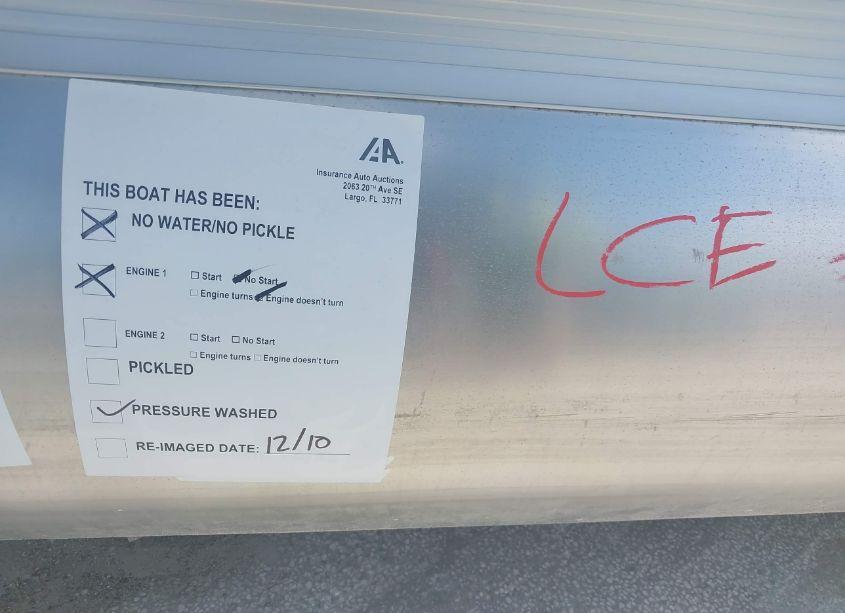 IAA.
Insurance Auto Auctions
2063 20TH Ave SE
Largo, FL 33771
THIS BOAT HAS BEEN:
NO WATER/NO PICKLE
ENGINE 1 Start No Start
Engine turns Engine doesn't turn
ENGINE 2 Start No Start
Engine turns Engine doesn't turn
PICKLED
PRESSURE WASHED
RE-IMAGED DATE: 12/10
LCE